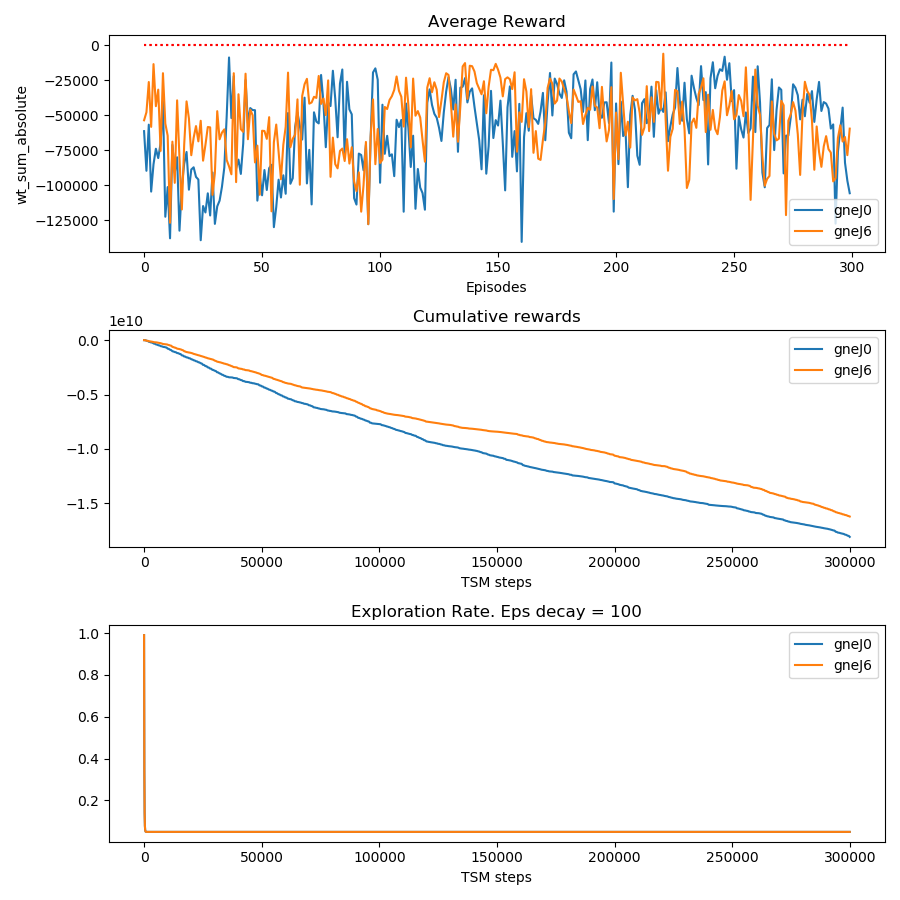 Average Reward
wt_sum_absolute
0
−25000
−50000
−75000
−100000
−125000
gneJ0
gneJ6
0 50 100 150 200 250 300
Episodes
Cumulative rewards
1e10
0.0
−0.5
−1.0
−1.5
gneJ0
gneJ6
0 50000 100000 150000 200000 250000 300000
TSM steps
Exploration Rate. Eps decay = 100
1.0
0.8
0.6
0.4
0.2
gneJ0
gneJ6
0 50000 100000 150000 200000 250000 300000
TSM steps